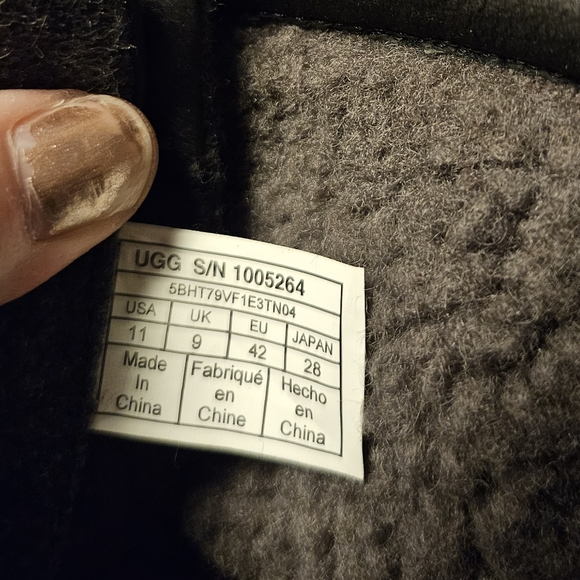 UGG S/N 1005264
5BHT79VF1E3TN04
USA UK EU JAPAN
11 9 42 28
Made Fabriqué Hecho
In en en
China Chine China